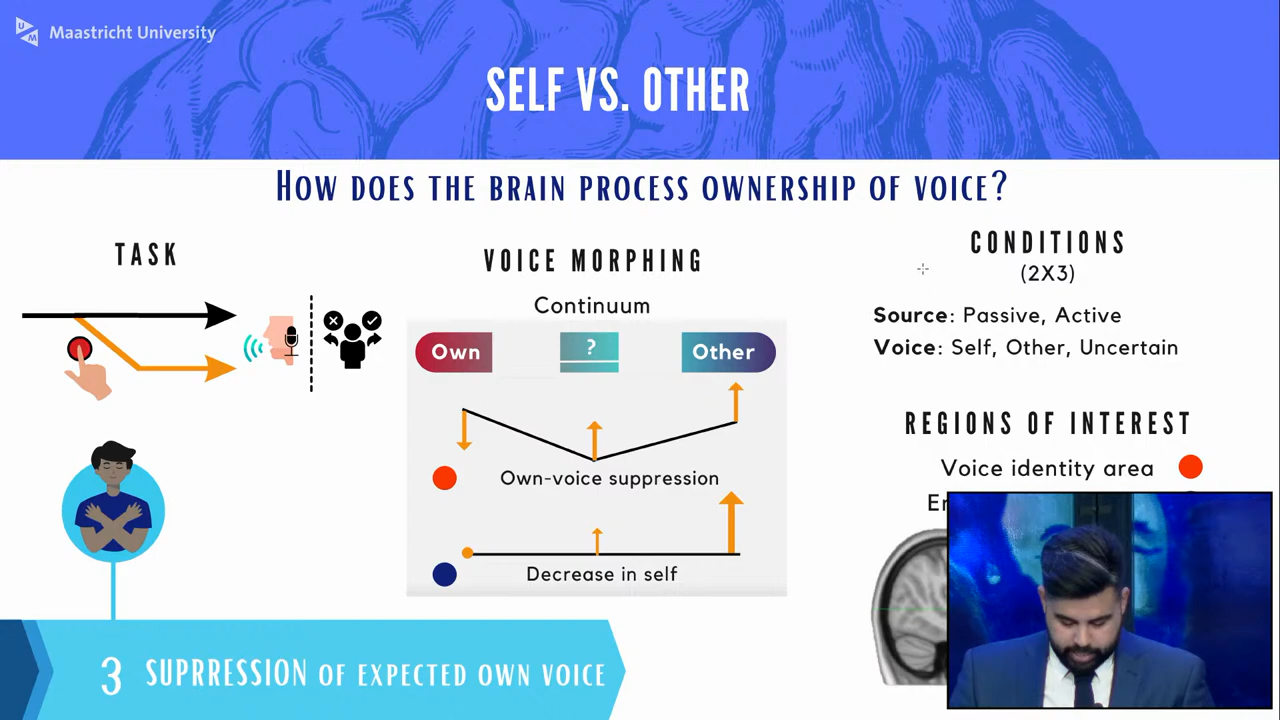 Maastricht University
SELF VS. OTHER
HOW DOES THE BRAIN PROCESS OWNERSHIP OF VOICE?
TASK
VOICE MORPHING
Continuum
Own
?
Other
Own-voice suppression
Decrease in self
CONDITIONS
(2X3)
Source: Passive, Active
Voice: Self, Other, Uncertain
REGIONS OF INTEREST
Voice identity area
3 SUPRRESSION OF EXPECTED OWN VOICE